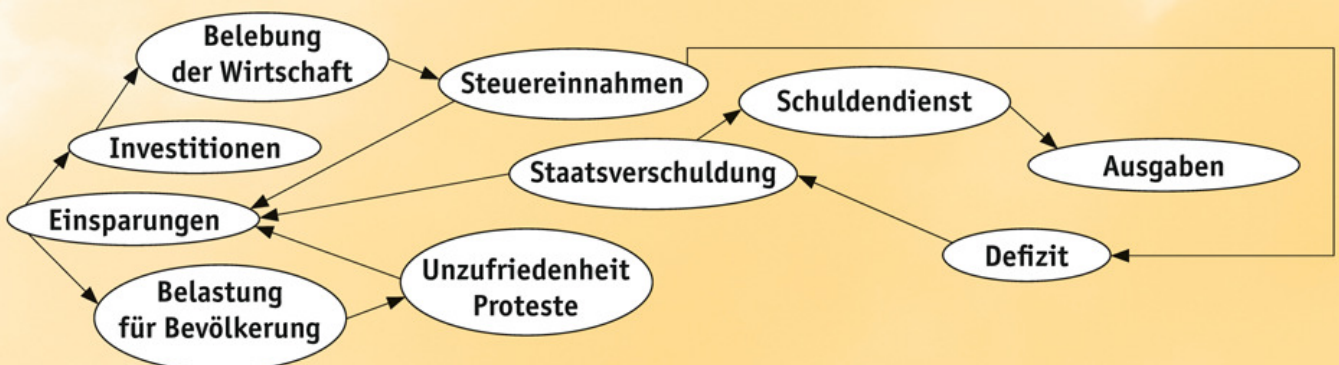 Belebung
der Wirtschaft
Steuereinnahmen
Schuldendienst
Investitionen
Staatsverschuldung
Ausgaben
Einsparungen
Unzufriedenheit
Proteste
Defizit
Belastung
für Bevölkerung